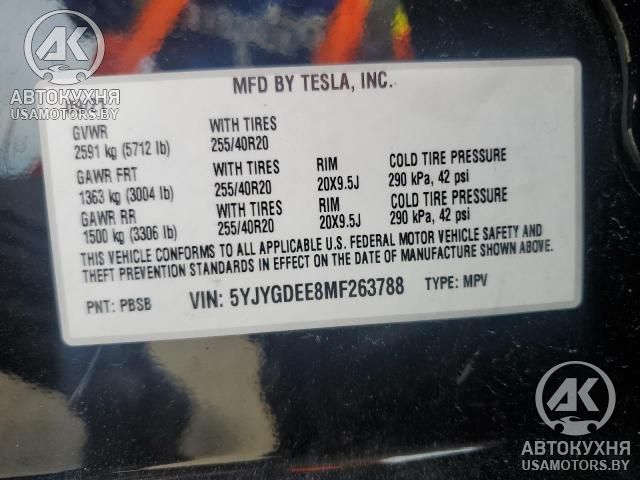 АК
АВТОКУХНЯ
USAMOTORS.BY
MFD BY TESLA, INC.
GVWR WITH TIRES
2591 kg (5712 lb) 255/40R20
GAWR FRT WITH TIRES RIM COLD TIRE PRESSURE
1363 kg (3004 lb) 255/40R20 20X9.5J 290 kPa, 42 psi
GAWR RR WITH TIRES RIM COLD TIRE PRESSURE
1500 kg (3306 lb) 255/40R20 20X9.5J 290 kPa, 42 psi
THIS VEHICLE CONFORMS TO ALL APPLICABLE U.S. FEDERAL MOTOR VEHICLE SAFETY AND
THEFT PREVENTION STANDARDS IN EFFECT ON THE DATE OF MANUFACTURE SHOWN ABOVE.
PNT: PBSB VIN: 5YJYGDEE8MF263788 TYPE: MPV
АК
АВТОКУХНЯ
USAMOTORS.BY